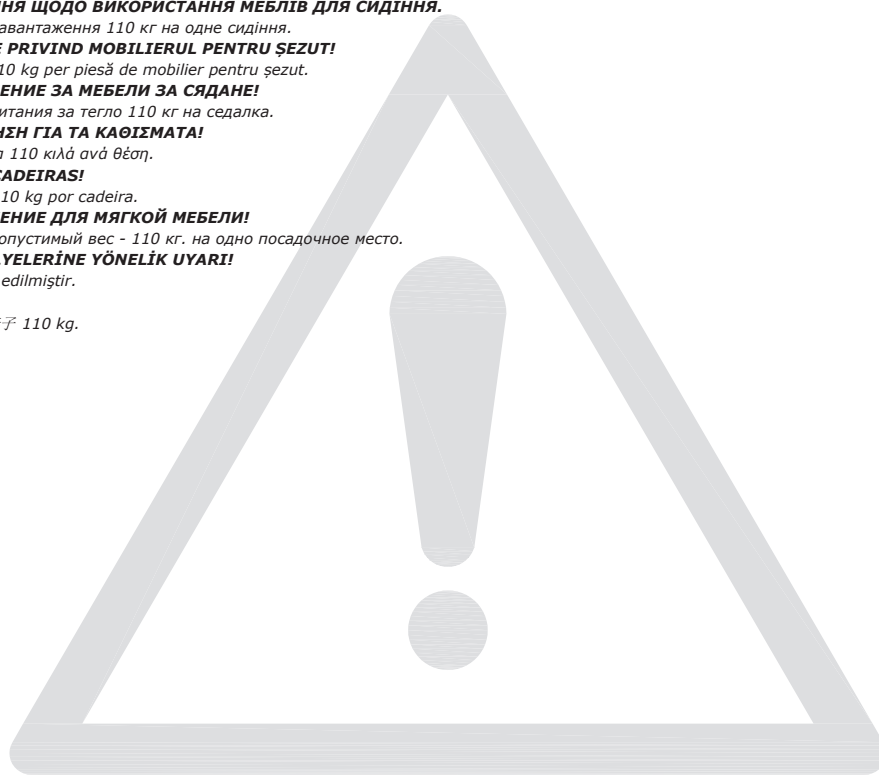 ННЯ ЩОДО ВИКОРИСТАННЯ МЕБЛІВ ДЛЯ СИДІННЯ.
авантаження 110 кг на одне сидіння.
E PRIVIND MOBILIERUL PENTRU ȘEZUT!
10 kg per piesă de mobilier pentru șezut.
ЕНИЕ ЗА МЕБЕЛИ ЗА СЯДАНЕ!
итания за тегло 110 кг на седалка.
ΗΣΗ ΓΙΑ ΤΑ ΚΑΘΙΣΜΑΤΑ!
110 κιλά ανά θέση.
CADEIRAS!
10 kg por cadeira.
ЕНИЕ ДЛЯ МЯГКОЙ МЕБЕЛИ!
опустимый вес - 110 кг. на одно посадочное место.
YELERİNE YÖNELİK UYARI!
edilmiştir.
子 110 kg.